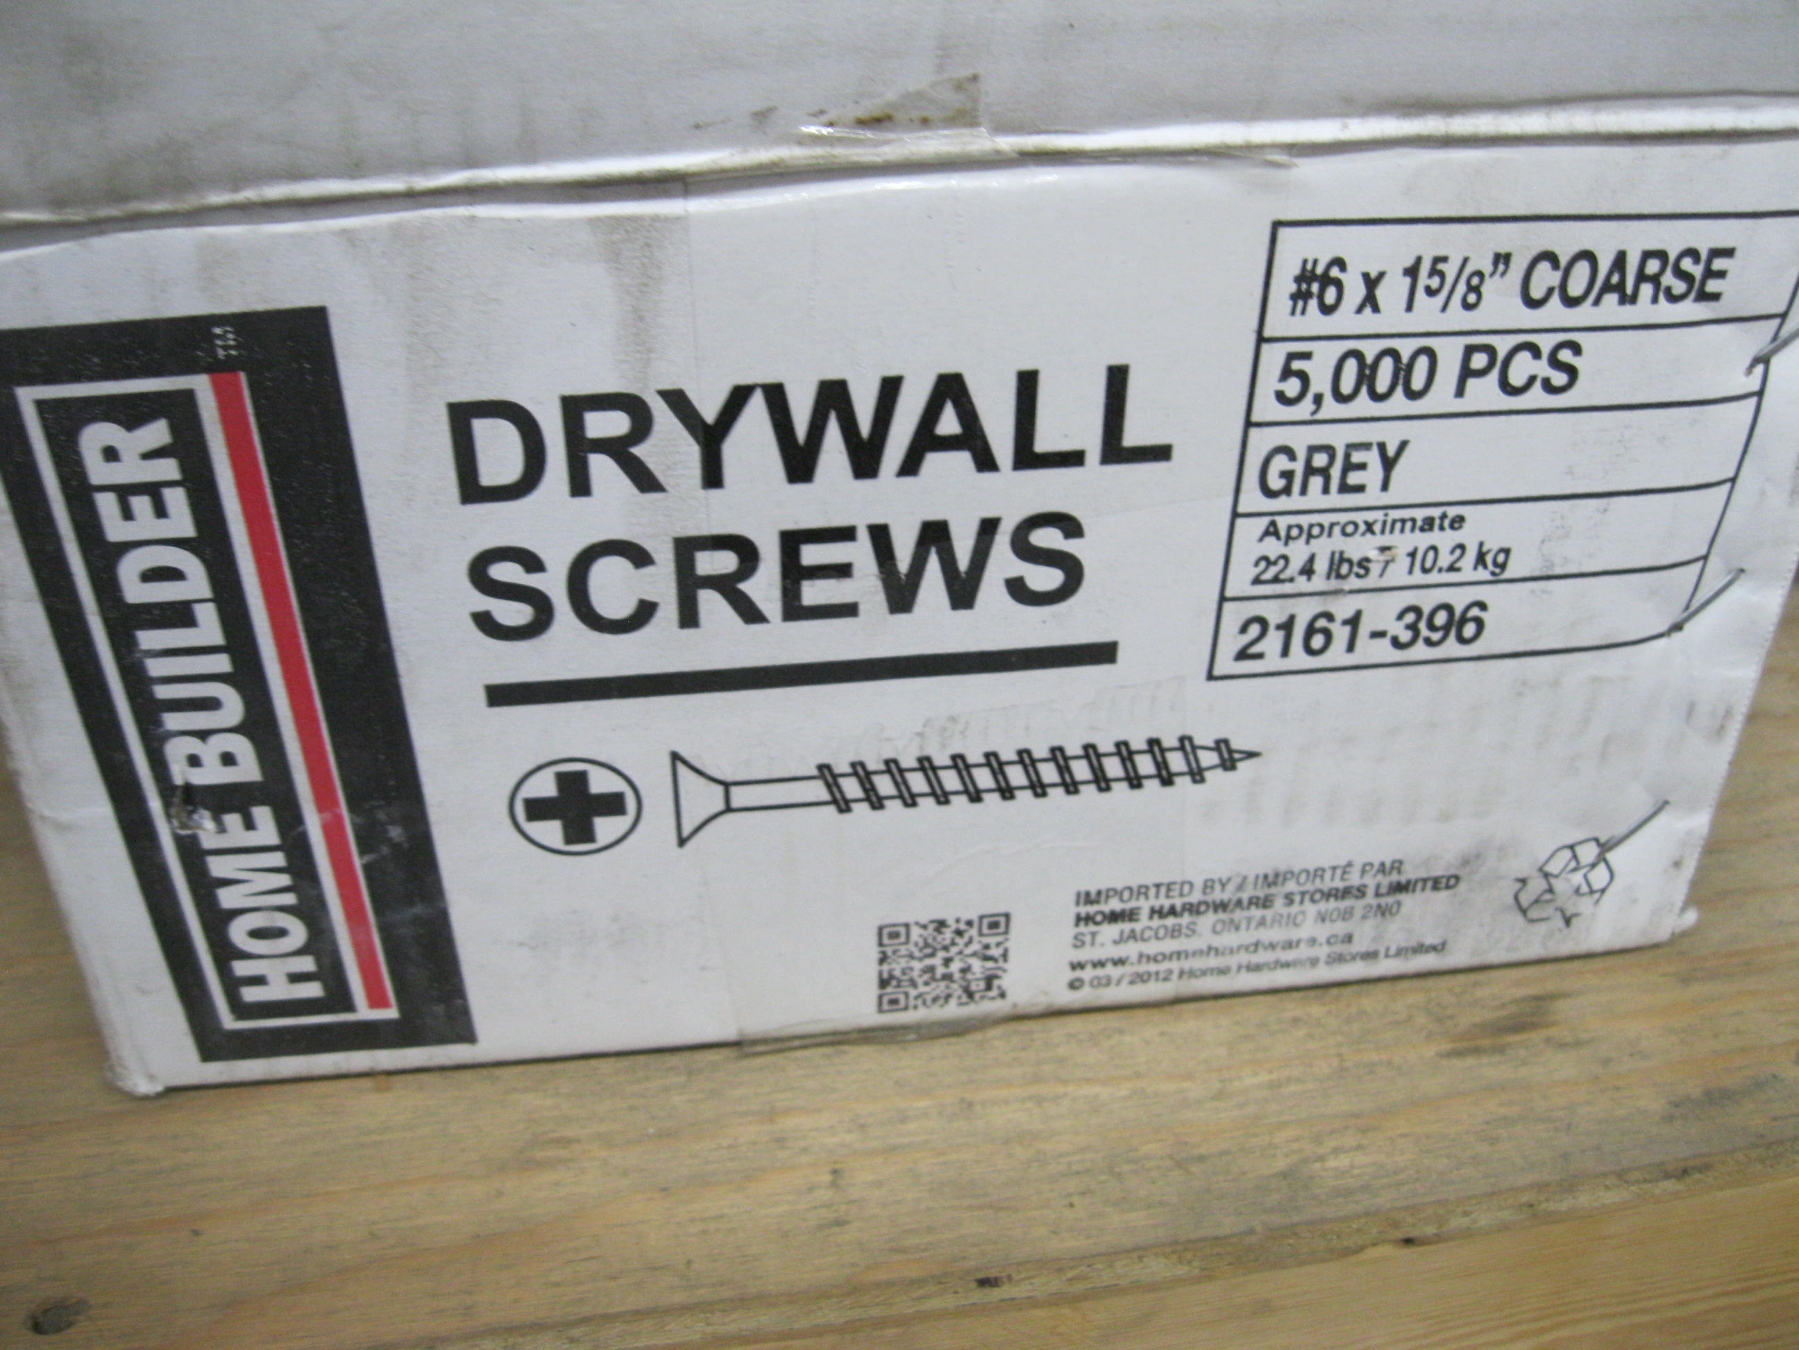 HOME BUILDER TM
DRYWALL
SCREWS
#6 x 1 5/8" COARSE
5,000 PCS
GREY
Approximate
22.4 lbs / 10.2 kg
2161-396
IMPORTED BY / IMPORTÉ PAR
HOME HARDWARE STORES LIMITED
ST. JACOBS, ONTARIO N0B 2N0
www.homehardware.ca
© 03 / 2012 Home Hardware Stores Limited